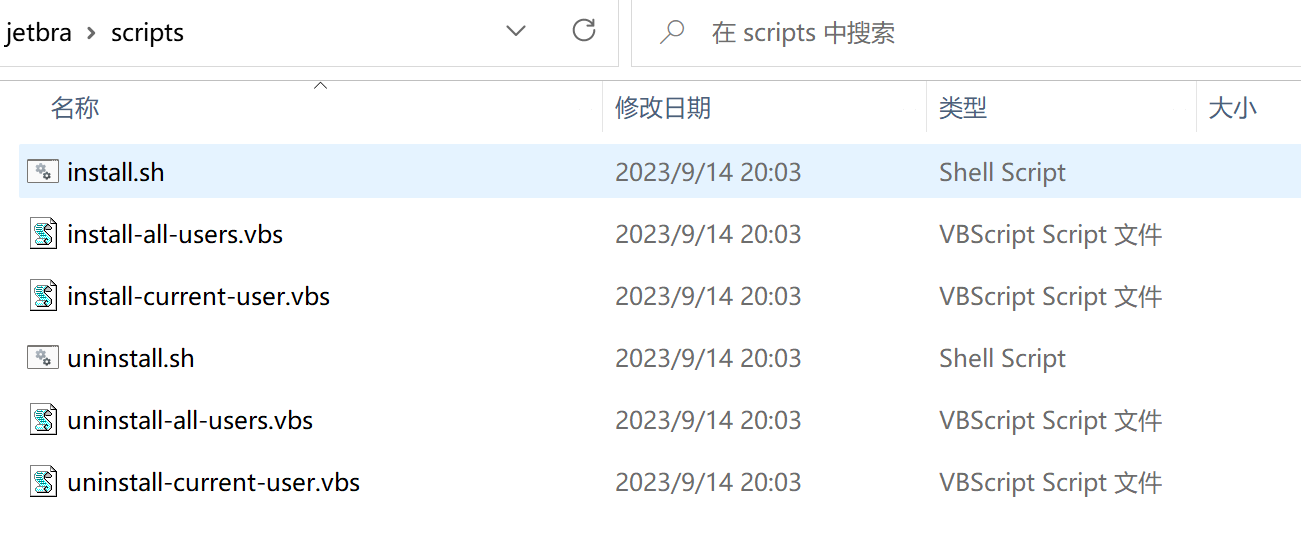 jetbra > scripts 在 scripts 中搜索
名称 修改日期 类型 大小
install.sh 2023/9/14 20:03 Shell Script
install-all-users.vbs 2023/9/14 20:03 VBScript Script 文件
install-current-user.vbs 2023/9/14 20:03 VBScript Script 文件
uninstall.sh 2023/9/14 20:03 Shell Script
uninstall-all-users.vbs 2023/9/14 20:03 VBScript Script 文件
uninstall-current-user.vbs 2023/9/14 20:03 VBScript Script 文件